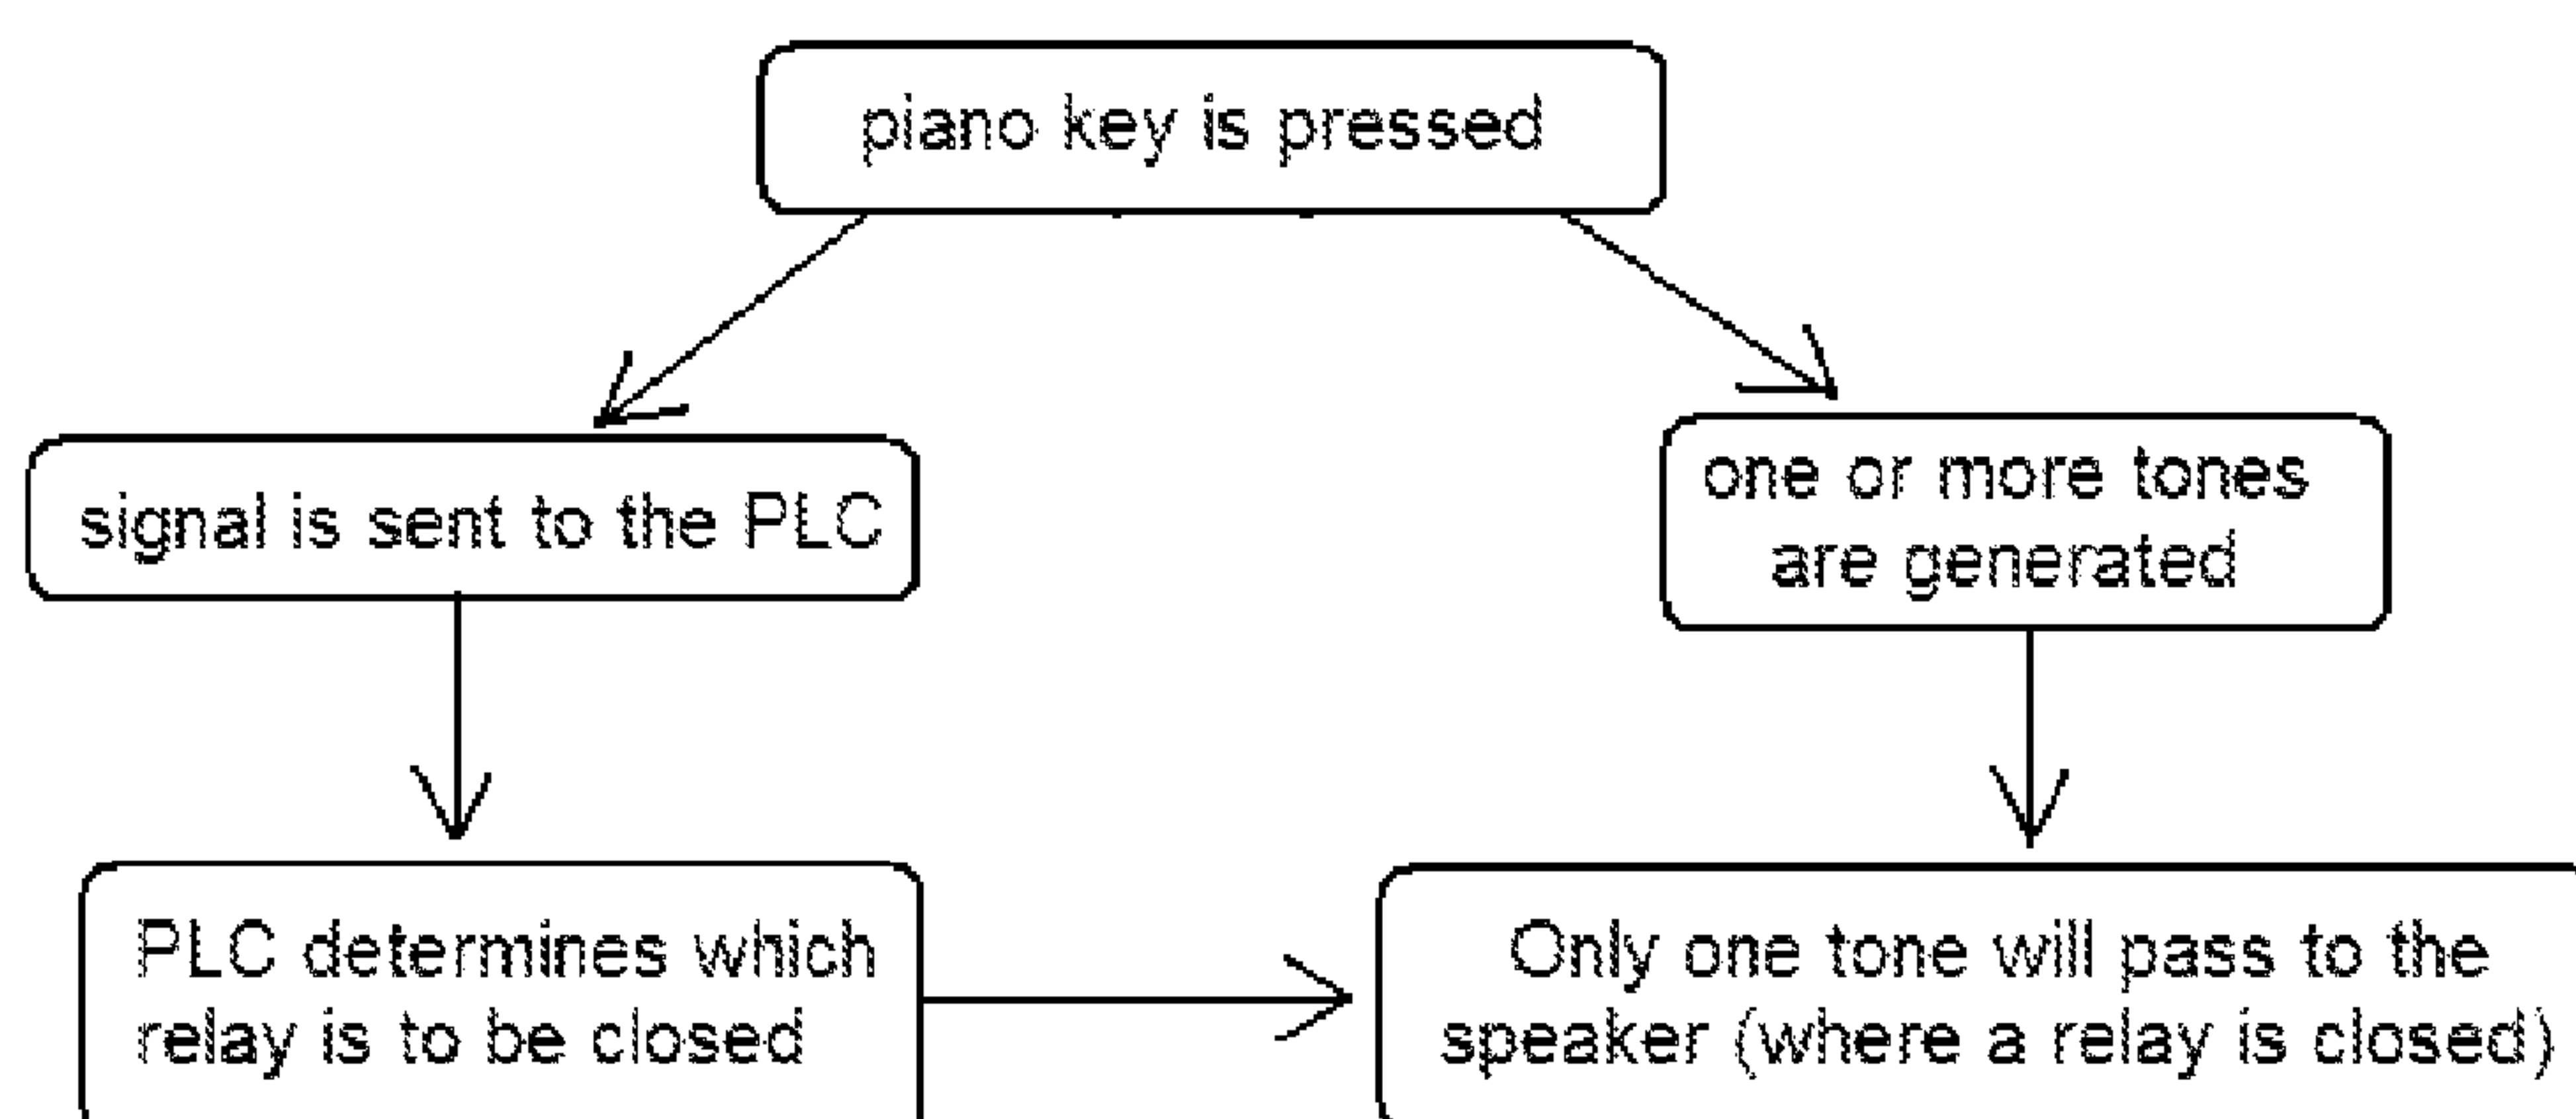 piano key is pressed
signal is sent to the PLC
one or more tones
are generated
PLC determines which
relay is to be closed
Only one tone will pass to the
speaker (where a relay is closed)